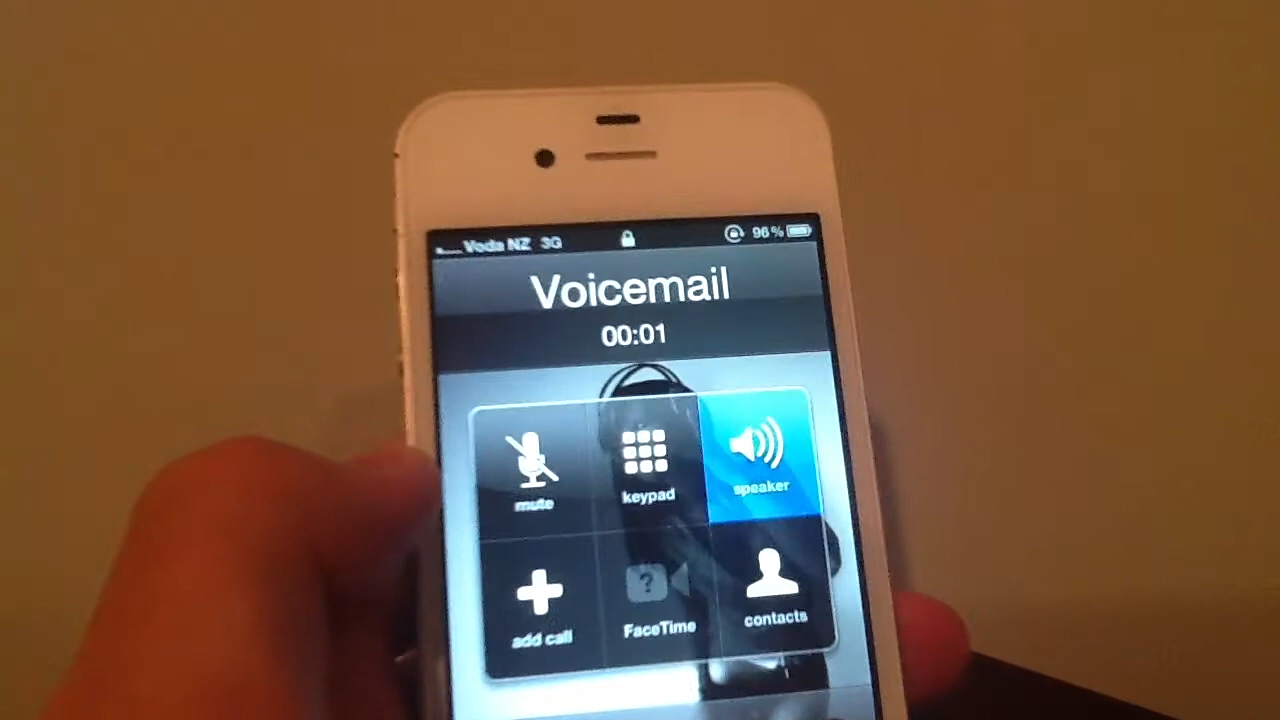 Voda NZ 3G 96%
Voicemail
00:01
mute keypad speaker
add call FaceTime contacts